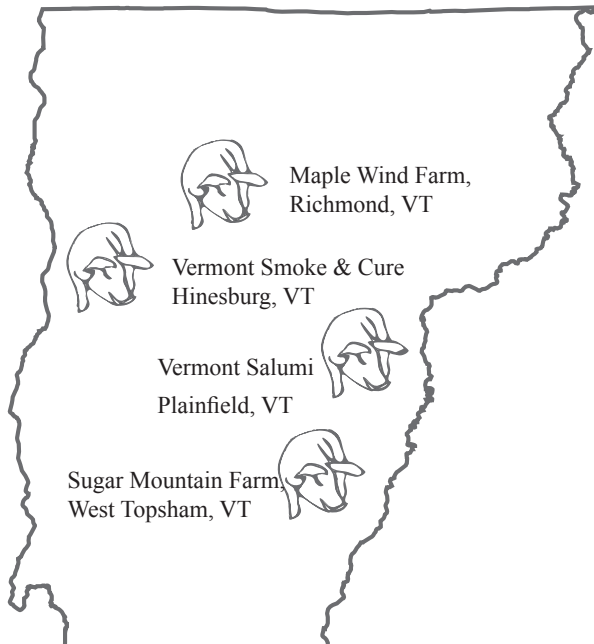 Maple Wind Farm,
Richmond, VT
Vermont Smoke & Cure
Hinesburg, VT
Vermont Salumi
Plainfield, VT
Sugar Mountain Farm,
West Topsham, VT